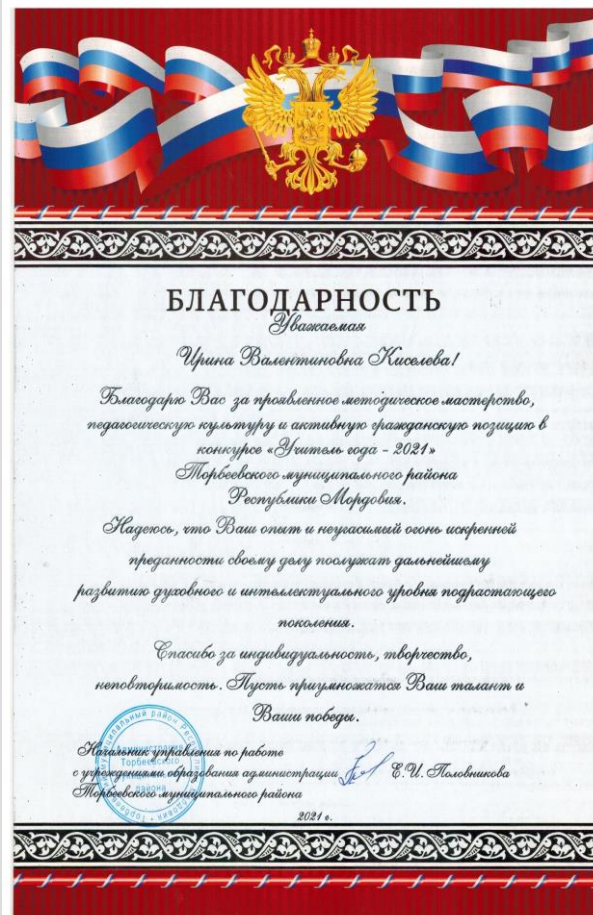 БЛАГОДАРНОСТЬ
Уважаемая
Ирина Валентиновна Киселева!
Благодарю Вас за проявленное методическое мастерство,
педагогическую культуру и активную гражданскую позицию в
конкурсе «Учитель года - 2021»
Торбеевского муниципального района
Республики Мордовия.
Надеюсь, что Ваш опыт и неугасимый огонь искренней
преданности своему делу послужат дальнейшему
развитию духовного и интеллектуального уровня подрастающего
поколения.
Спасибо за индивидуальность, творчество,
неповторимость. Пусть приумножатся Ваш талант и
Ваши победы.
Начальник управления по работе
с учреждениями образования администрации Е.И. Половникова
Торбеевского муниципального района
2021 г.
Администрация
Торбеевского
района